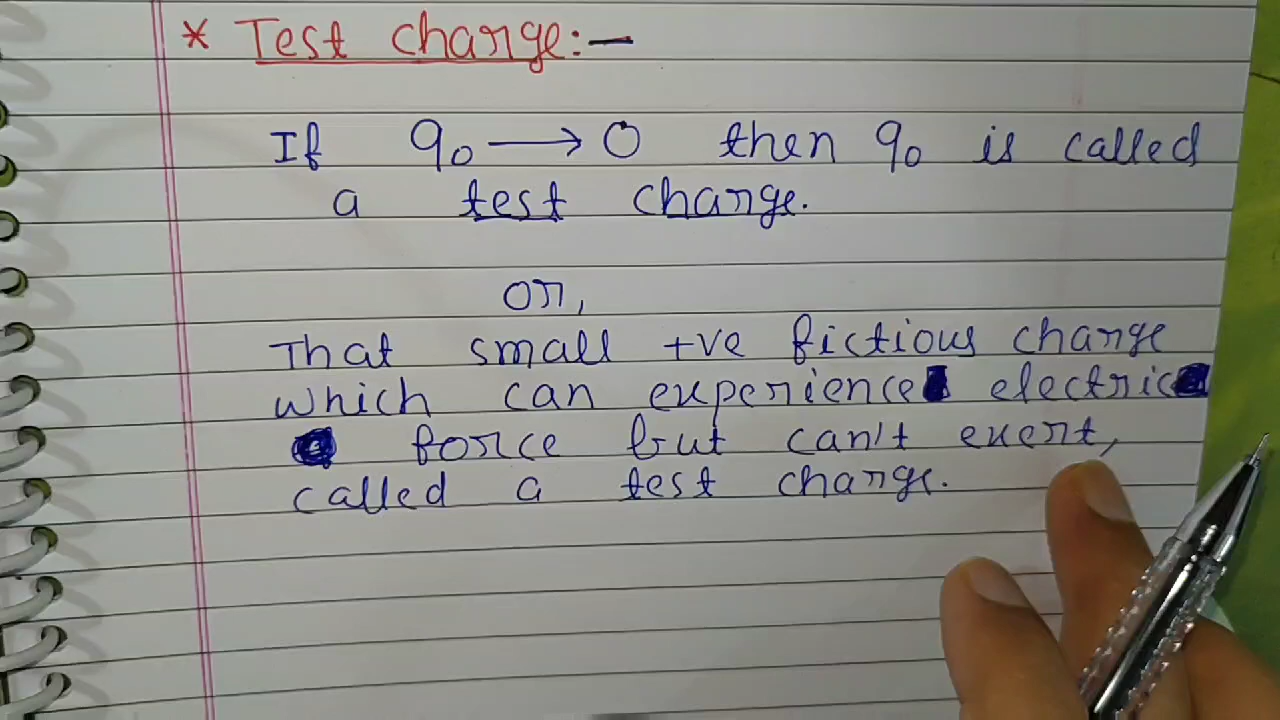 * Test charge:-
If q₀ → 0 then q₀ is called
a test charge.
or,
That small +ve fictious charge
which can experience electric
force but can't exert,
called a test charge.